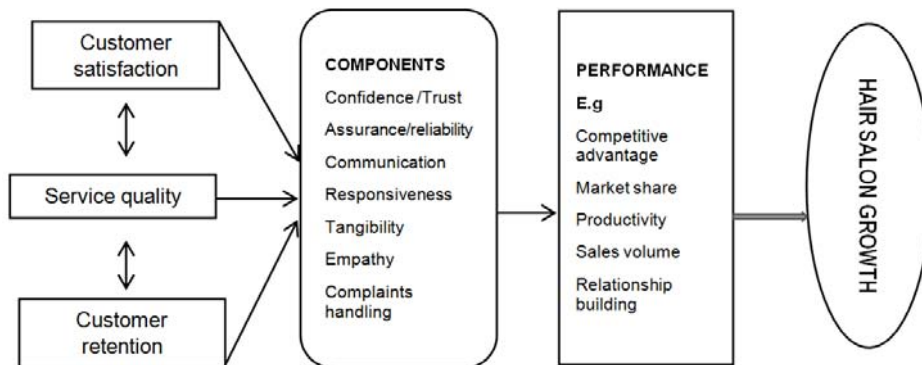 Customer
satisfaction
Service quality
Customer
retention
COMPONENTS
Confidence /Trust
Assurance/reliability
Communication
Responsiveness
Tangibility
Empathy
Complaints
handling
PERFORMANCE
E.g
Competitive
advantage
Market share
Productivity
Sales volume
Relationship
building
HAIR SALON GROWTH